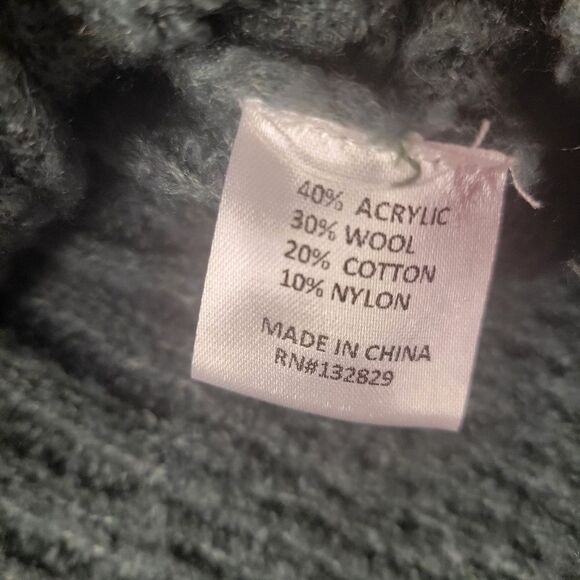 40% ACRYLIC
30% WOOL
20% COTTON
10% NYLON
MADE IN CHINA
RN#132829